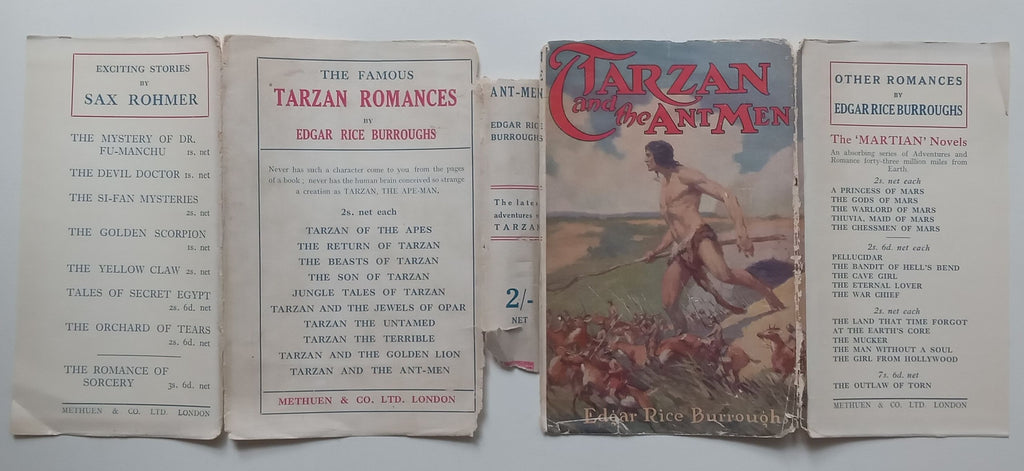 EXCITING STORIES
BY
SAX ROHMER
THE MYSTERY OF DR.
FU-MANCHU 1s. net
THE DEVIL DOCTOR 1s. net
THE SI-FAN MYSTERIES
2s. net
THE GOLDEN SCORPION
1s. net
THE YELLOW CLAW 2s. net
TALES OF SECRET EGYPT
2s. 6d. net
THE ORCHARD OF TEARS
2s. 6d. net
THE ROMANCE OF
SORCERY 3s. 6d. net
METHUEN & CO. LTD. LONDON
THE FAMOUS
TARZAN ROMANCES
BY
EDGAR RICE BURROUGHS
Never has such a character come to you from the pages
of a book; never has the human brain conceived so strange
a creation as TARZAN, THE APE-MAN.
2s. net each
TARZAN OF THE APES
THE RETURN OF TARZAN
THE BEASTS OF TARZAN
THE SON OF TARZAN
JUNGLE TALES OF TARZAN
TARZAN AND THE JEWELS OF OPAR
TARZAN THE UNTAMED
TARZAN THE TERRIBLE
TARZAN AND THE GOLDEN LION
TARZAN AND THE ANT-MEN
METHUEN & CO. LTD. LONDON
ANT-MEN
EDGAR RICE
BURROUGHS
The late
adventures
TARZA
2/-
NET
TARZAN
and the ANT MEN
Edgar Rice Burroughs
OTHER ROMANCES
BY
EDGAR RICE BURROUGHS
The 'MARTIAN' Novels
An absorbing series of Adventures and
Romance forty-three million miles from
Earth.
2s. net each
A PRINCESS OF MARS
THE GODS OF MARS
THE WARLORD OF MARS
THUVIA, MAID OF MARS
THE CHESSMEN OF MARS
2s. 6d. net each
PELLUCIDAR
THE BANDIT OF HELL'S BEND
THE CAVE GIRL
THE ETERNAL LOVER
THE WAR CHIEF
2s. net each
THE LAND THAT TIME FORGOT
AT THE EARTH'S CORE
THE MUCKER
THE MAN WITHOUT A SOUL
THE GIRL FROM HOLLYWOOD
7s. 6d. net
THE OUTLAW OF TORN
METHUEN & CO. LTD. LONDON